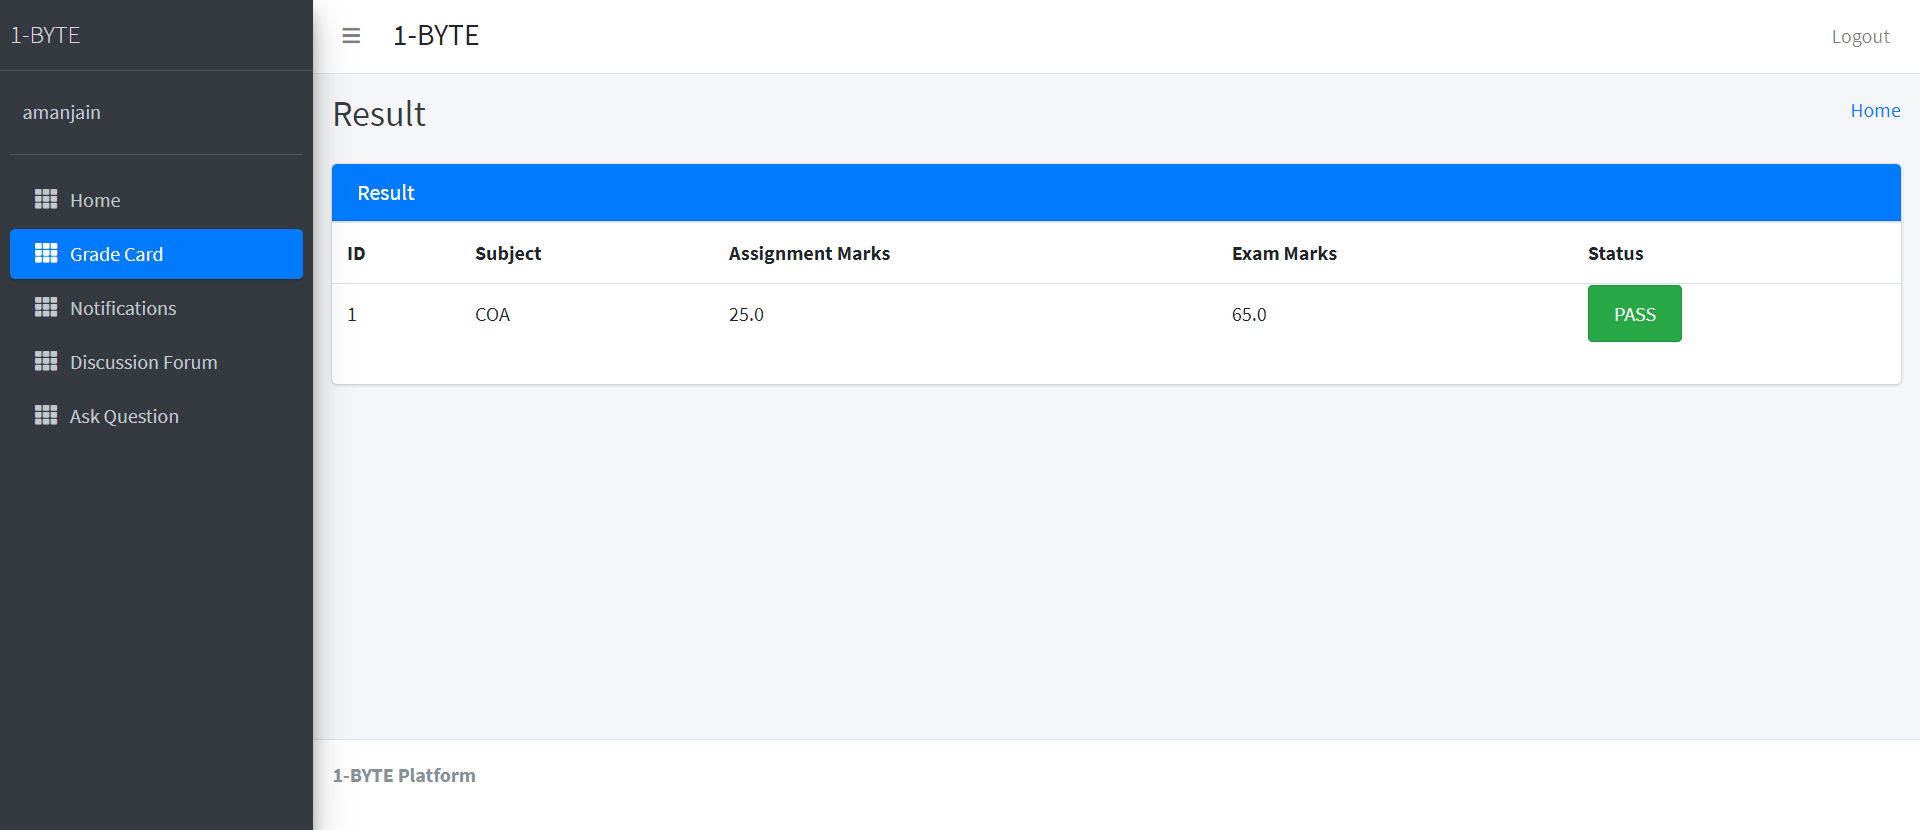 1-BYTE
amanjain
Home
Grade Card
Notifications
Discussion Forum
Ask Question
1-BYTE
Logout
Result
Home
Result
ID Subject Assignment Marks Exam Marks Status
1 COA 25.0 65.0 PASS
1-BYTE Platform